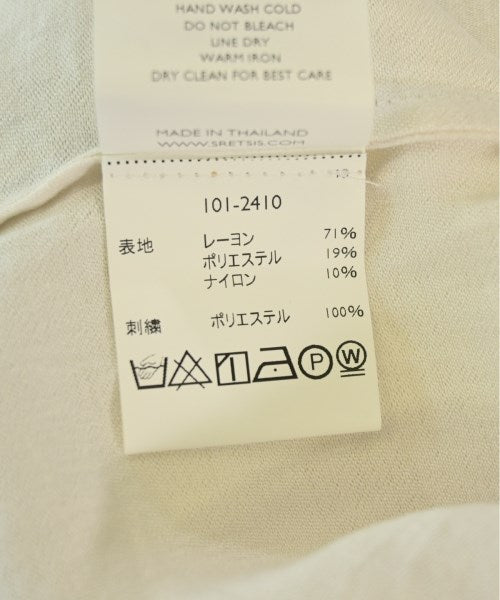 HAND WASH COLD
DO NOT BLEACH
LINE DRY
WARM IRON
DRY CLEAN FOR BEST CARE
MADE IN THAILAND
WWW.SRETSIS.COM
101-2410
表地 レーヨン 71%
ポリエステル 19%
ナイロン 10%
刺繍 ポリエステル 100%
P W